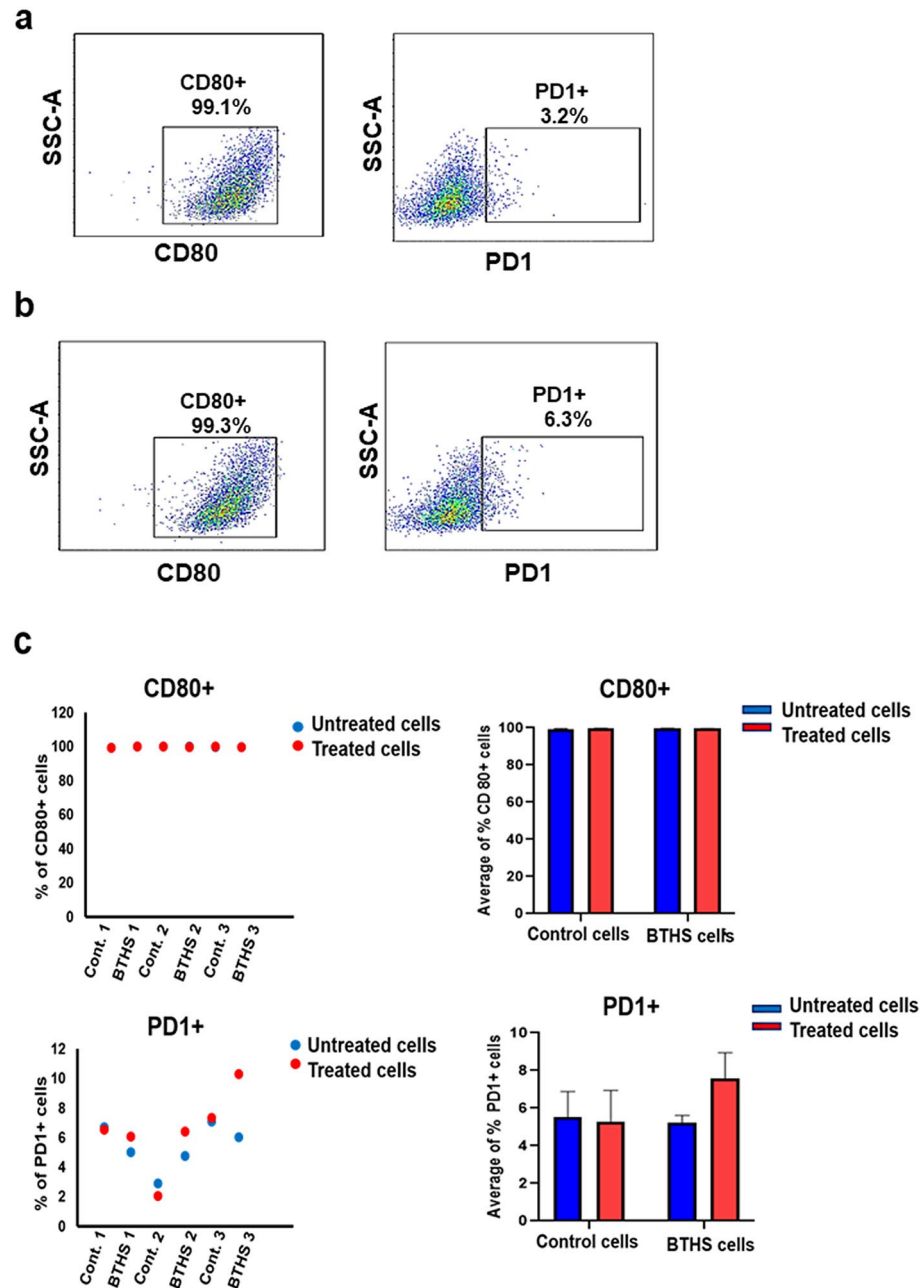 a
CD80+
99.1%
SSC-A
CD80
PD1+
3.2%
SSC-A
PD1
b
CD80+
99.3%
SSC-A
CD80
PD1+
6.3%
SSC-A
PD1
c
CD80+
% of CD80+ cells
120
100
80
60
40
20
0
Cont. 1
BTHS 1
Cont. 2
BTHS 2
Cont. 3
BTHS 3
Untreated cells
Treated cells
CD80+
Average of % CD 80+ cells
100
80
60
40
20
0
Control cells
BTHS cells
Untreated cells
Treated cells
PD1+
% of PD1+ cells
12
10
8
6
4
2
0
Cont. 1
BTHS 1
Cont. 2
BTHS 2
Cont. 3
BTHS 3
Untreated cells
Treated cells
PD1+
Average of % PD1+ cells
10
8
6
4
2
0
Control cells
BTHS cells
Untreated cells
Treated cells